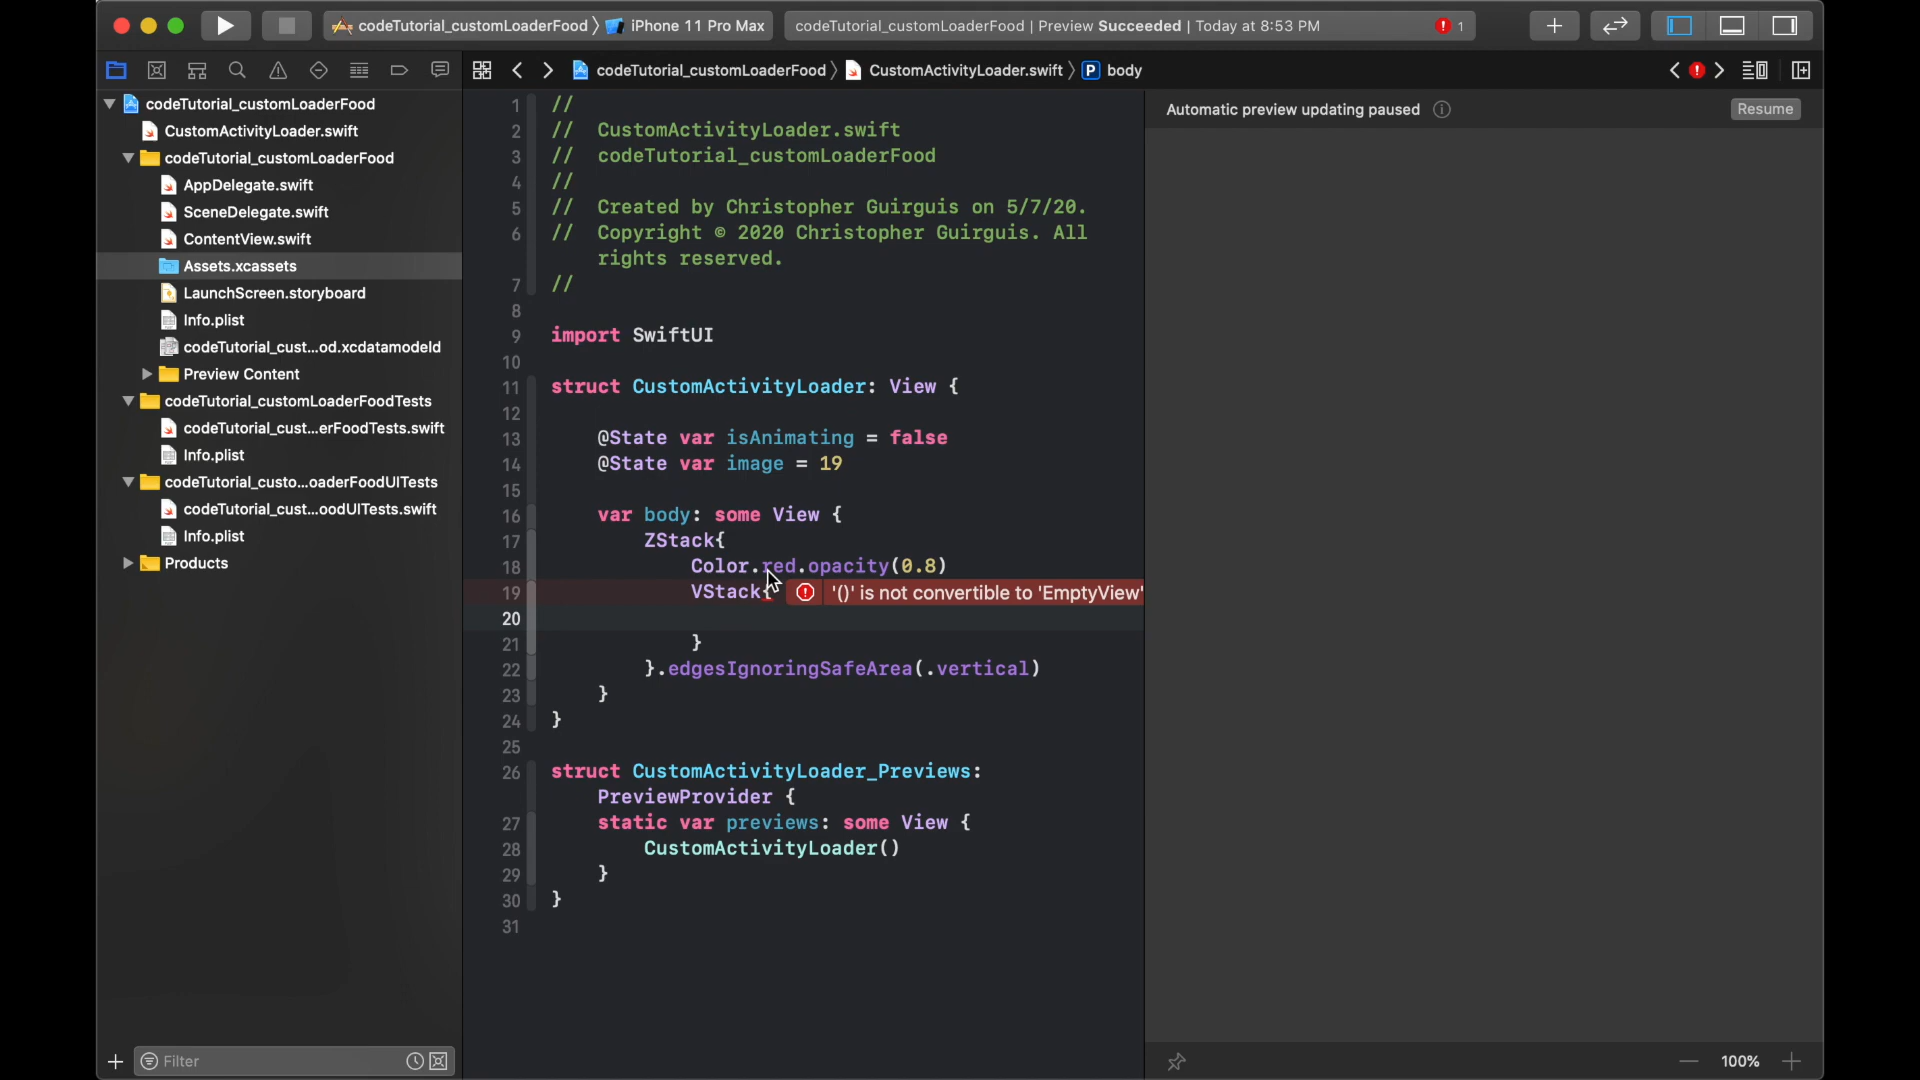 codeTutorial_customLoaderFood 〉 iPhone 11 Pro Max
codeTutorial_customLoaderFood | Preview Succeeded | Today at 8:53 PM
1
codeTutorial_customLoaderFood 〉 CustomActivityLoader.swift 〉 P body
codeTutorial_customLoaderFood
CustomActivityLoader.swift
codeTutorial_customLoaderFood
AppDelegate.swift
SceneDelegate.swift
ContentView.swift
Assets.xcassets
LaunchScreen.storyboard
Info.plist
codeTutorial_cust...od.xcdatamodeld
Preview Content
codeTutorial_customLoaderFoodTests
codeTutorial_cust...erFoodTests.swift
Info.plist
codeTutorial_custo...oaderFoodUITests
codeTutorial_cust...oodUITests.swift
Info.plist
Products
Filter
1 //
2 // CustomActivityLoader.swift
3 // codeTutorial_customLoaderFood
4 //
5 // Created by Christopher Guirguis on 5/7/20.
6 // Copyright © 2020 Christopher Guirguis. All
rights reserved.
7 //
8
9 import SwiftUI
10
11 struct CustomActivityLoader: View {
12
13 @State var isAnimating = false
14 @State var image = 19
15
16 var body: some View {
17 ZStack{
18 Color.red.opacity(0.8)
19 VStack{ '()' is not convertible to 'EmptyView'
20
21 }
22 }.edgesIgnoringSafeArea(.vertical)
23 }
24 }
25
26 struct CustomActivityLoader_Previews:
PreviewProvider {
27 static var previews: some View {
28 CustomActivityLoader()
29 }
30 }
31
Automatic preview updating paused
Resume
100%